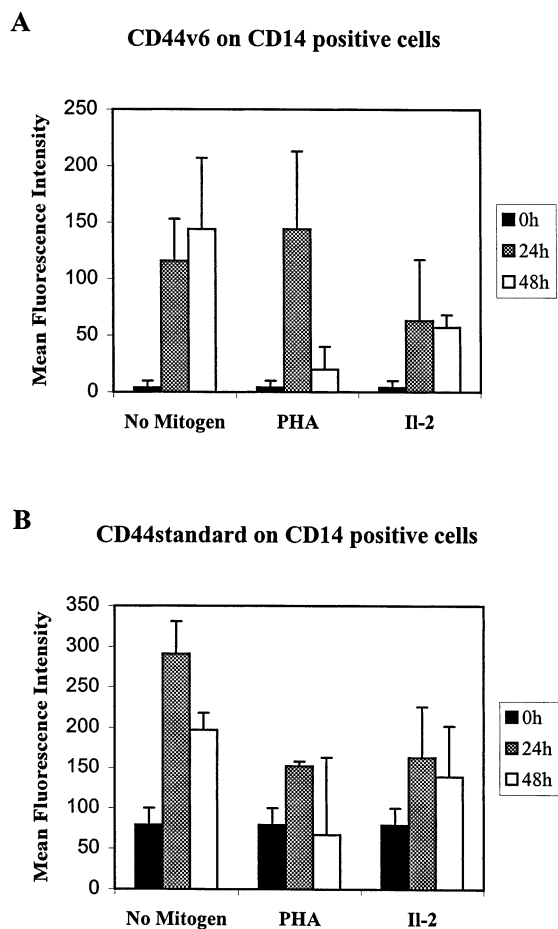 A
CD44v6 on CD14 positive cells
Mean Fluorescence Intensity
250
200
150
100
50
0
No Mitogen PHA Il-2
0h
24h
48h
B
CD44standard on CD14 positive cells
Mean Fluorescence Intensity
350
300
250
200
150
100
50
0
No Mitogen PHA Il-2
0h
24h
48h